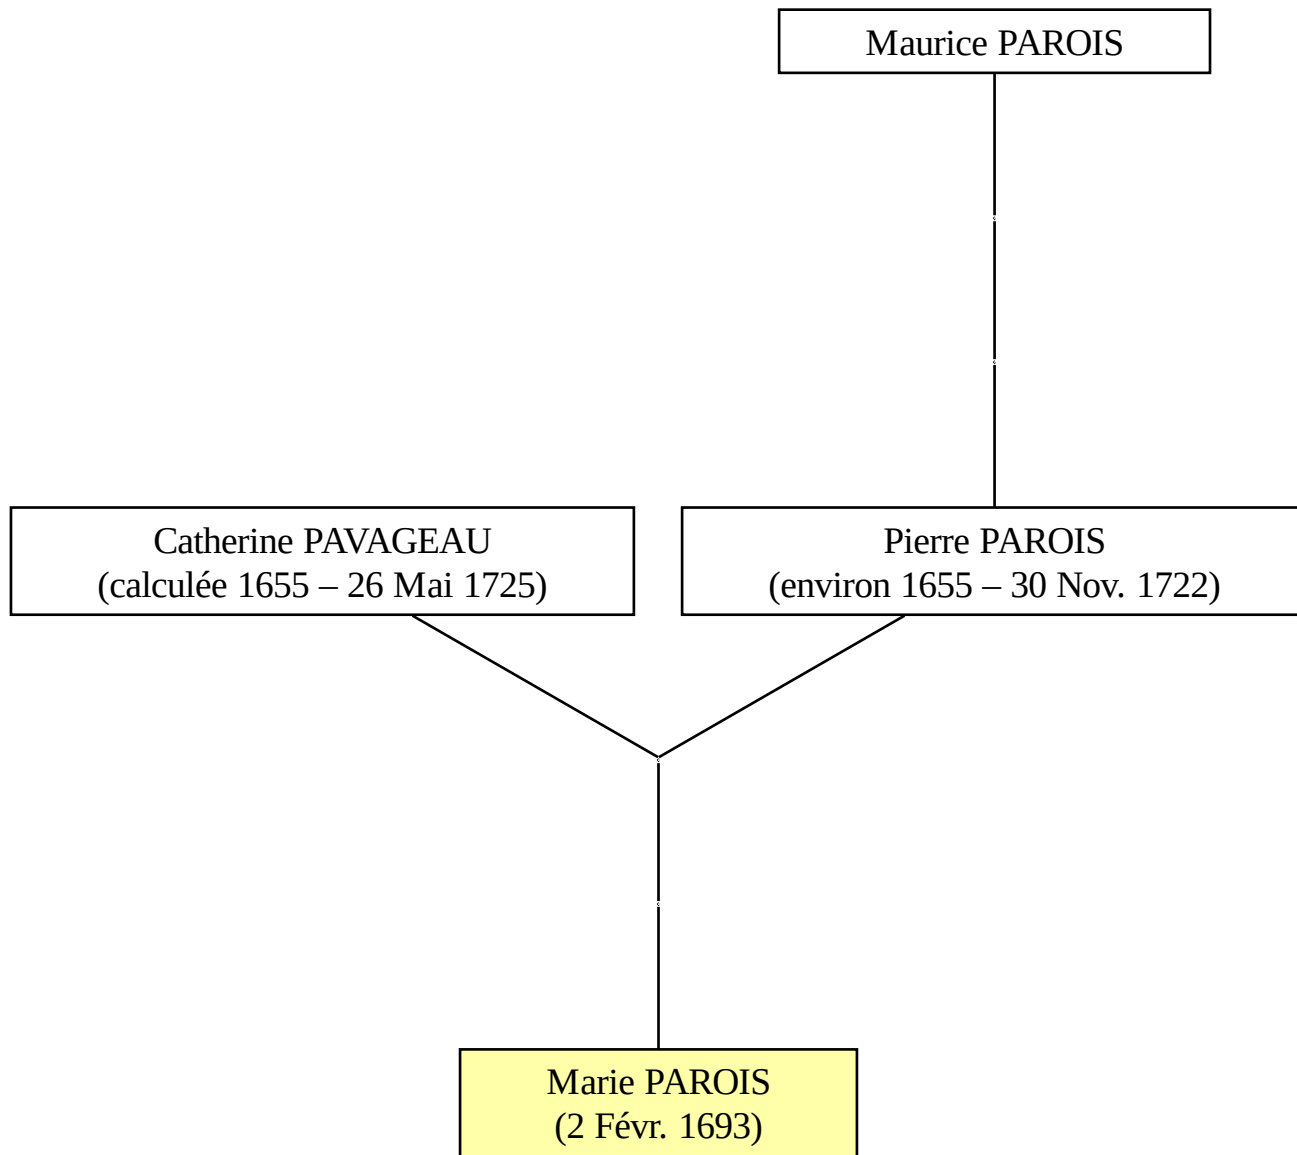 Maurice PAROIS
Catherine PAVAGEAU
(calculée 1655 – 26 Mai 1725)
Pierre PAROIS
(environ 1655 – 30 Nov. 1722)
Marie PAROIS
(2 Févr. 1693)